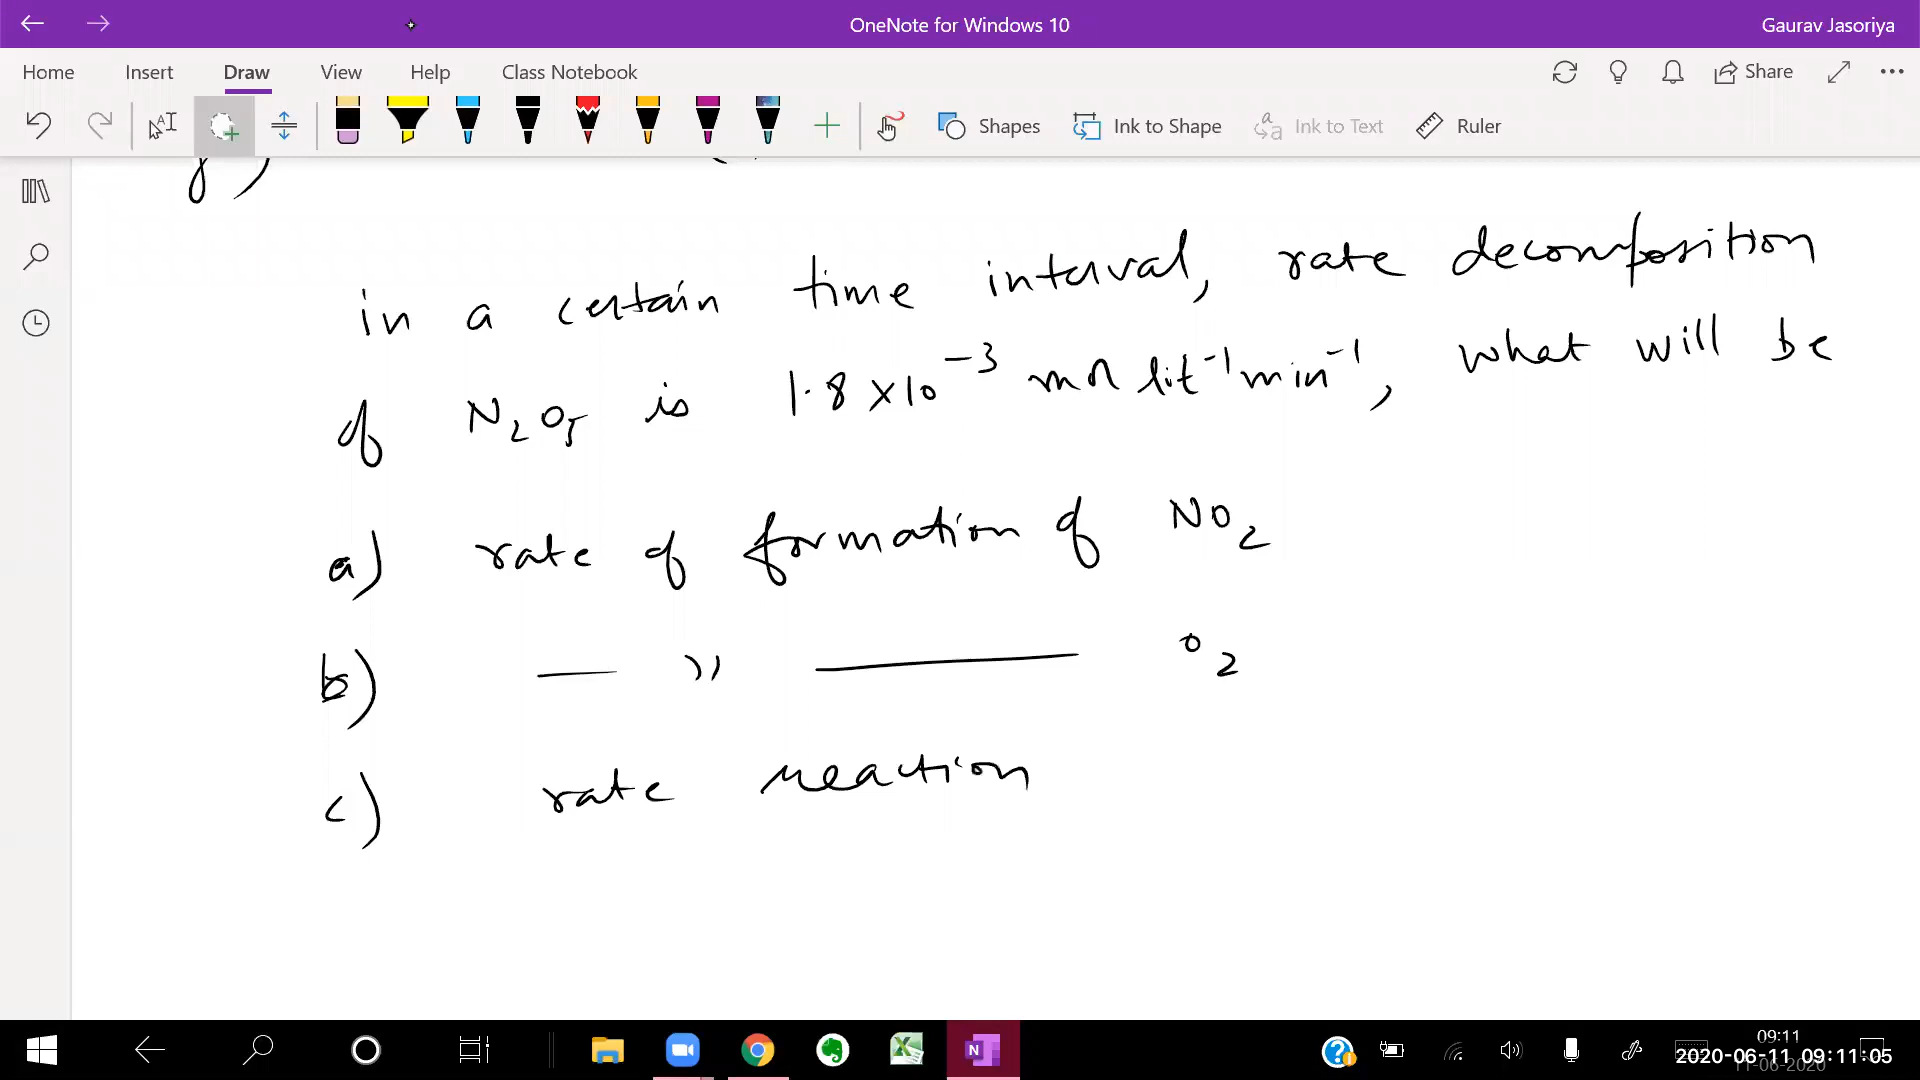 OneNote for Windows 10
Gaurav Jasoriya
Home Insert Draw View Help Class Notebook
Share
Shapes Ink to Shape Ink to Text Ruler
in a certain time interval, rate decomposition
of N₂O₅ is 1.8 × 10⁻³ mol lit⁻¹ min⁻¹, what will be
a) rate of formation of NO₂
b) — " — O₂
c) rate reaction
09:11
2020-06-11 09:11:05
11-06-2020